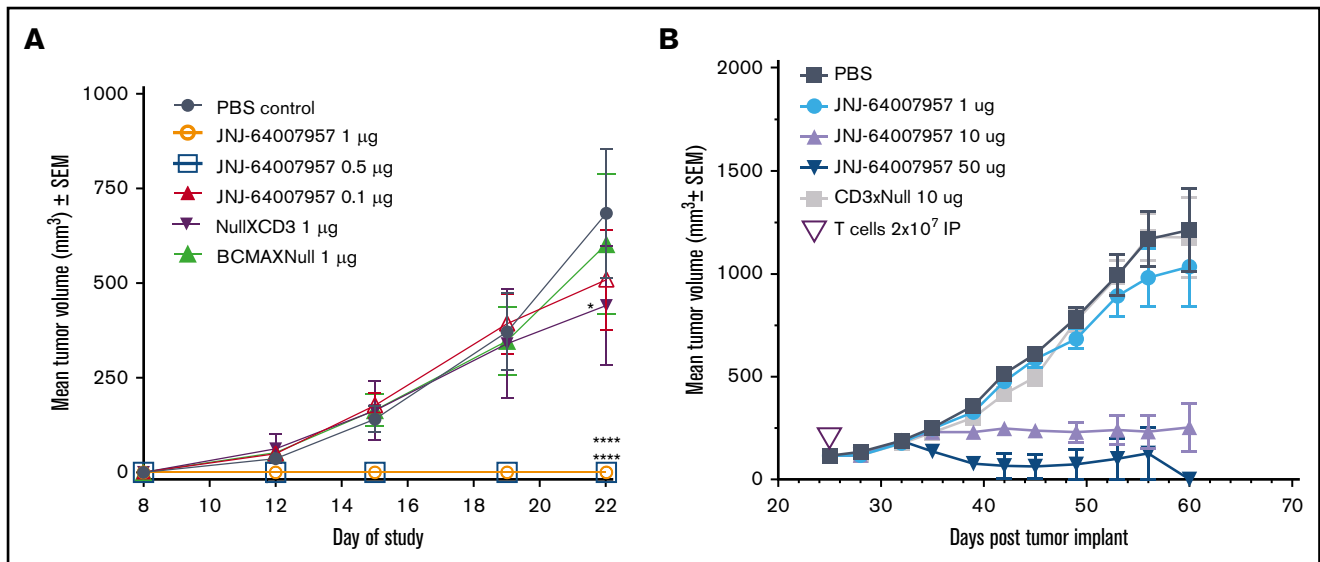 A
Mean tumor volume (mm³) ± SEM
1000
750
500
250
0
PBS control
JNJ-64007957 1 µg
JNJ-64007957 0.5 µg
JNJ-64007957 0.1 µg
NullXCD3 1 µg
BCMAXNull 1 µg
*
****
****
8 10 12 14 16 18 20 22
Day of study
B
Mean tumor volume (mm³± SEM)
2000
1500
1000
500
0
PBS
JNJ-64007957 1 ug
JNJ-64007957 10 ug
JNJ-64007957 50 ug
CD3xNull 10 ug
T cells 2x10⁷ IP
20 30 40 50 60 70
Days post tumor implant